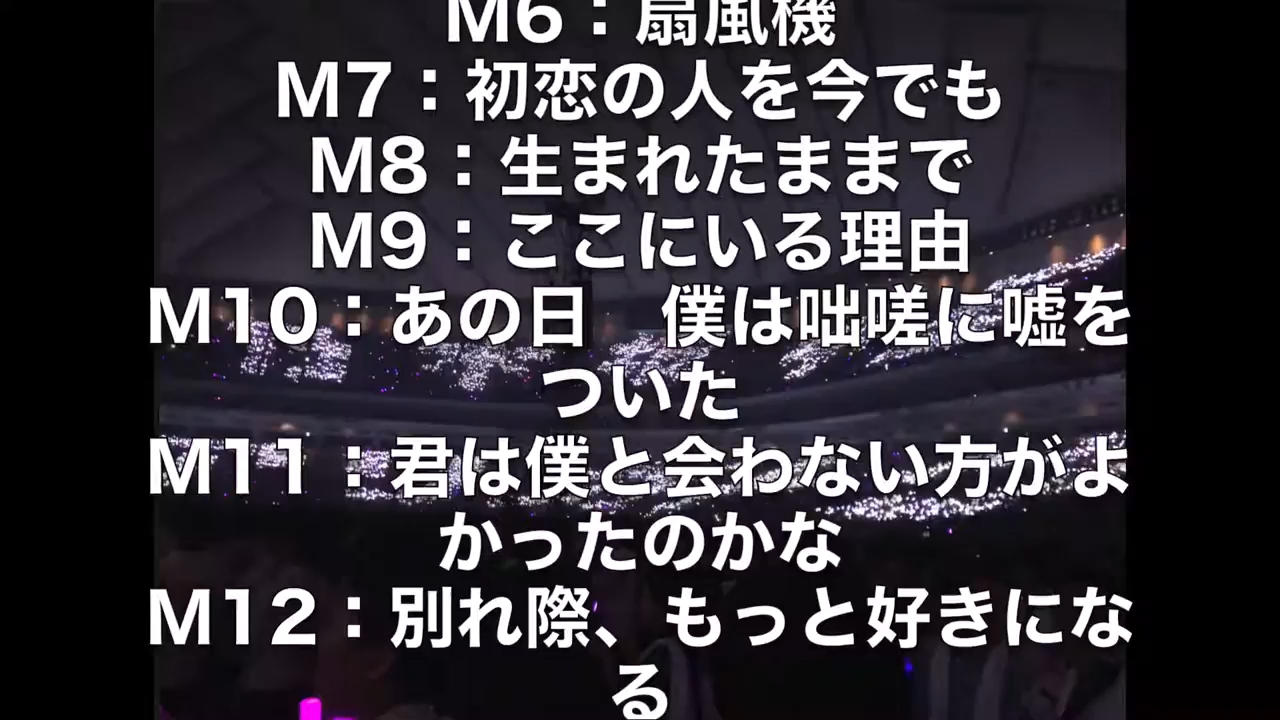 M6：扇風機
M7：初恋の人を今でも
M8：生まれたままで
M9：ここにいる理由
M10：あの日　僕は咄嗟に嘘を
ついた
M11：君は僕と会わない方がよ
かったのかな
M12：別れ際、もっと好きにな
る